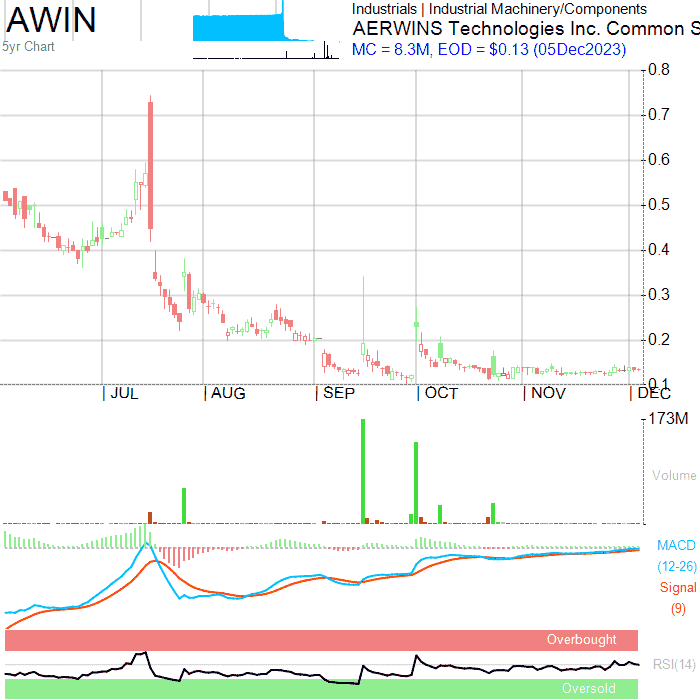 AWIN
5yr Chart
Industrials | Industrial Machinery/Components
AERWINS Technologies Inc. Common S
MC = 8.3M, EOD = $0.13 (05Dec2023)
0.8
0.7
0.6
0.5
0.4
0.3
0.2
0.1
JUL
AUG
SEP
OCT
NOV
DEC
173M
Volume
MACD
(12-26)
Signal
(9)
Overbought
RSI(14)
Oversold